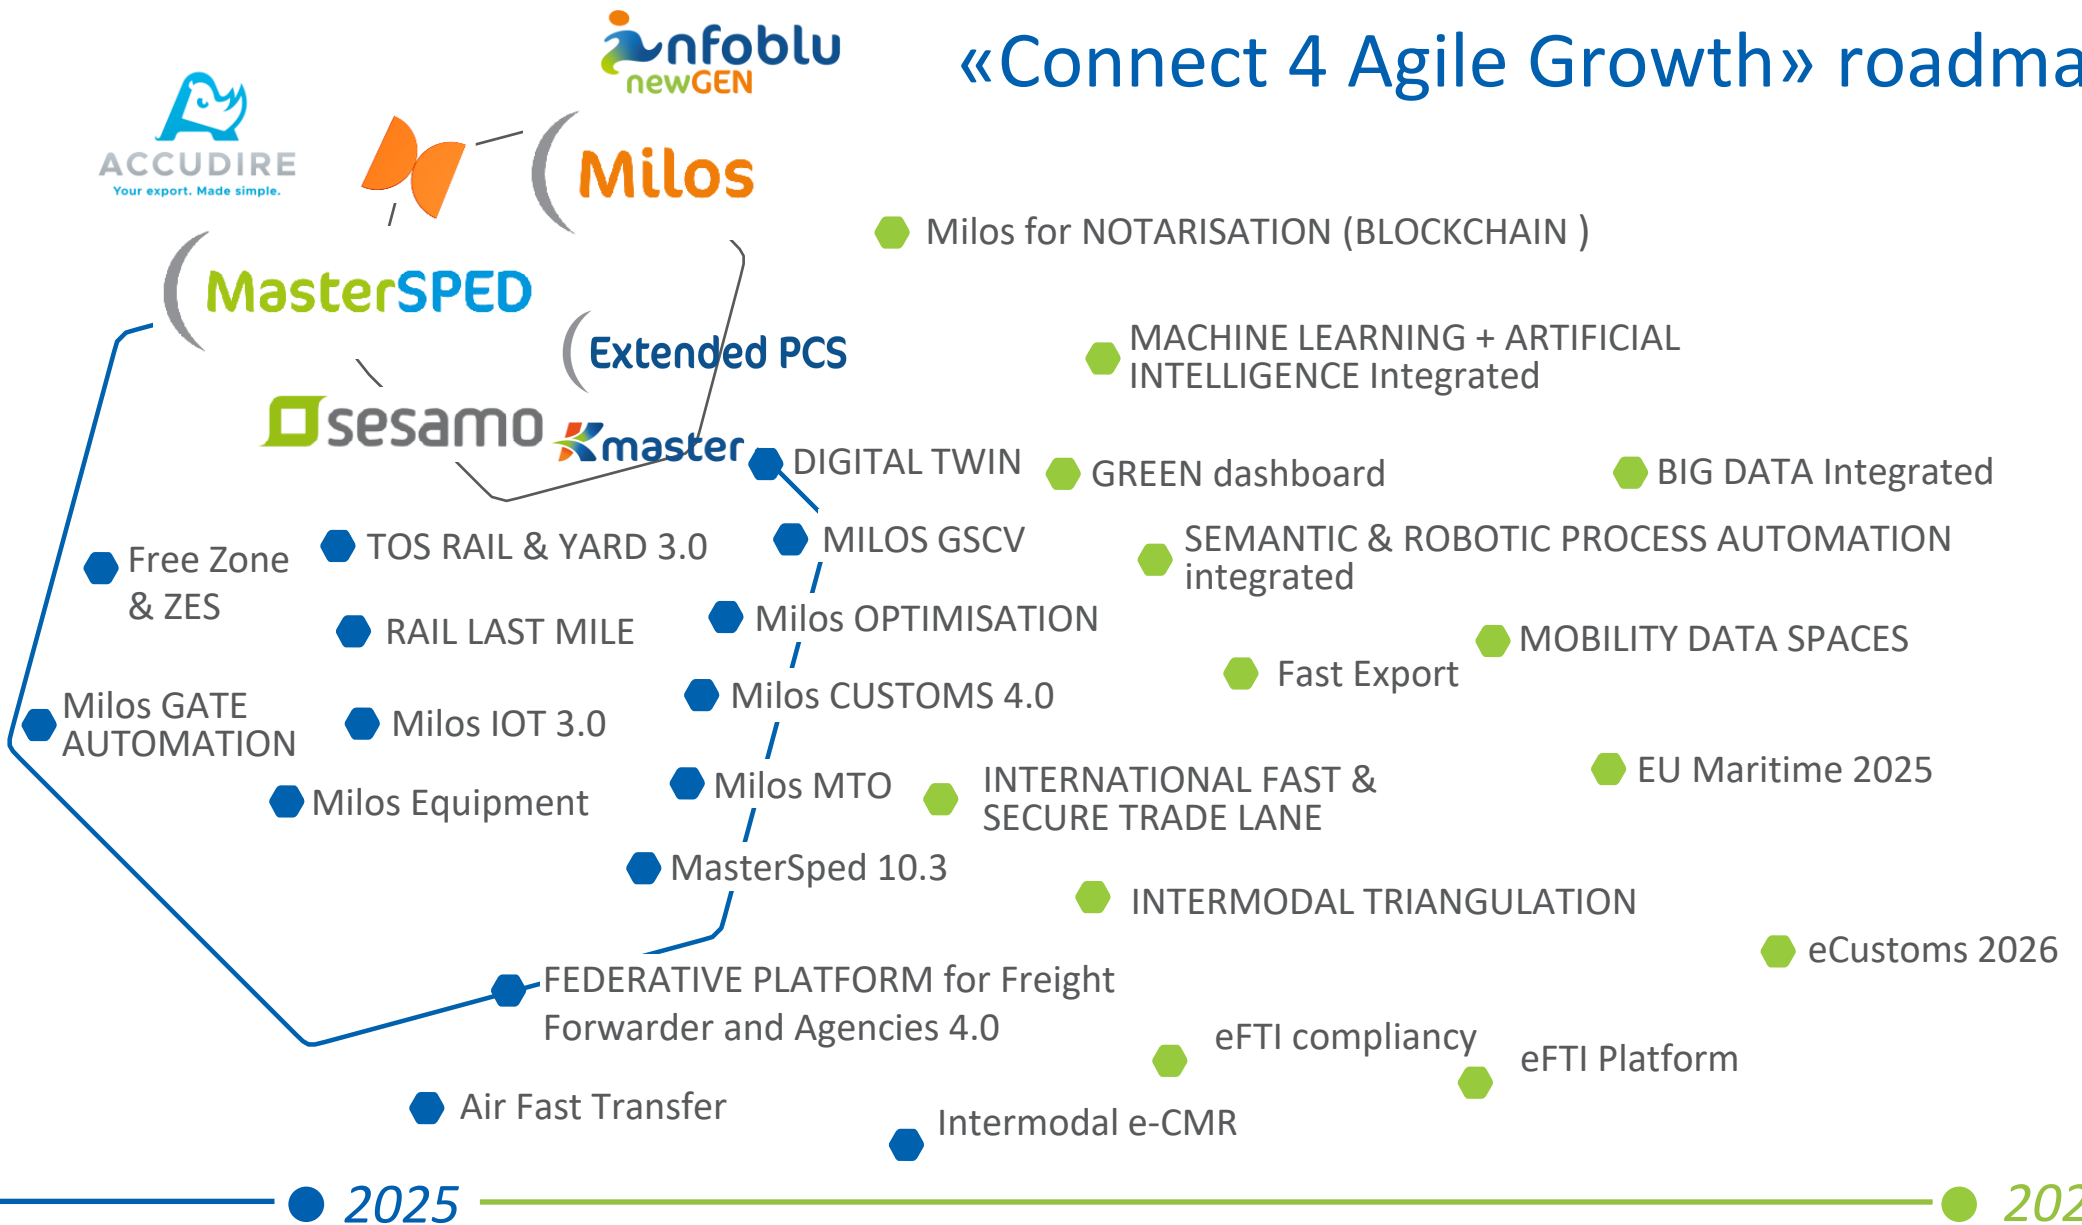 infoblu
newGEN
«Connect 4 Agile Growth» roadma
ACCUDIRE
Your export. Made simple.
Milos
Milos for NOTARISATION (BLOCKCHAIN )
MasterSPED
Extended PCS
MACHINE LEARNING + ARTIFICIAL
INTELLIGENCE Integrated
sesamo
Kmaster
DIGITAL TWIN
GREEN dashboard
BIG DATA Integrated
Free Zone
& ZES
TOS RAIL & YARD 3.0
MILOS GSCV
SEMANTIC & ROBOTIC PROCESS AUTOMATION
integrated
RAIL LAST MILE
Milos OPTIMISATION
MOBILITY DATA SPACES
Fast Export
Milos GATE
AUTOMATION
Milos IOT 3.0
Milos CUSTOMS 4.0
Milos Equipment
Milos MTO
INTERNATIONAL FAST &
SECURE TRADE LANE
EU Maritime 2025
MasterSped 10.3
INTERMODAL TRIANGULATION
eCustoms 2026
FEDERATIVE PLATFORM for Freight
Forwarder and Agencies 4.0
eFTI compliancy
eFTI Platform
Air Fast Transfer
Intermodal e-CMR
2025
202